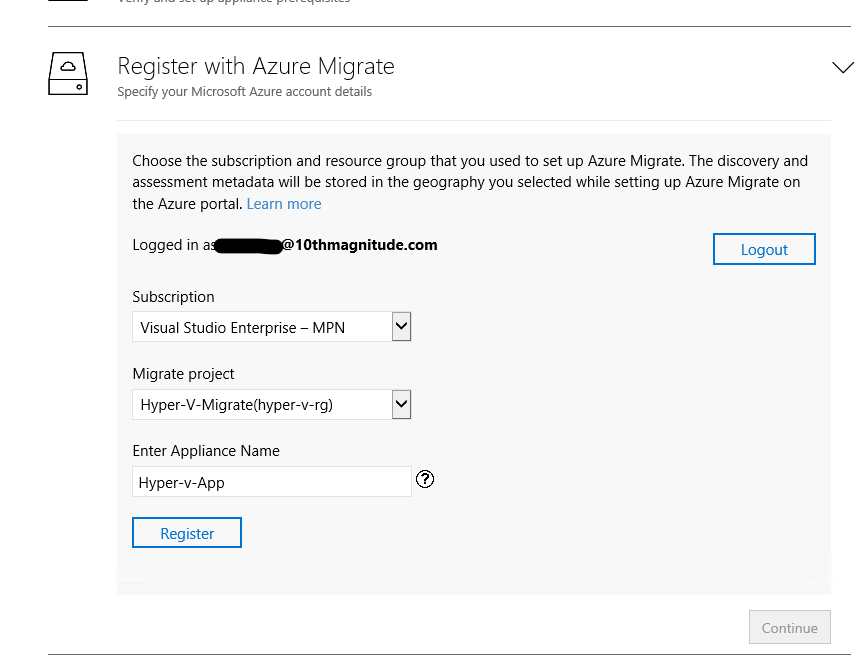 Verify and set up appliance prerequisites
Register with Azure Migrate
Specify your Microsoft Azure account details
Choose the subscription and resource group that you used to set up Azure Migrate. The discovery and
assessment metadata will be stored in the geography you selected while setting up Azure Migrate on
the Azure portal. Learn more
Logged in as @10thmagnitude.com
Logout
Subscription
Visual Studio Enterprise – MPN
Migrate project
Hyper-V-Migrate(hyper-v-rg)
Enter Appliance Name
Hyper-v-App
?
Register
Continue